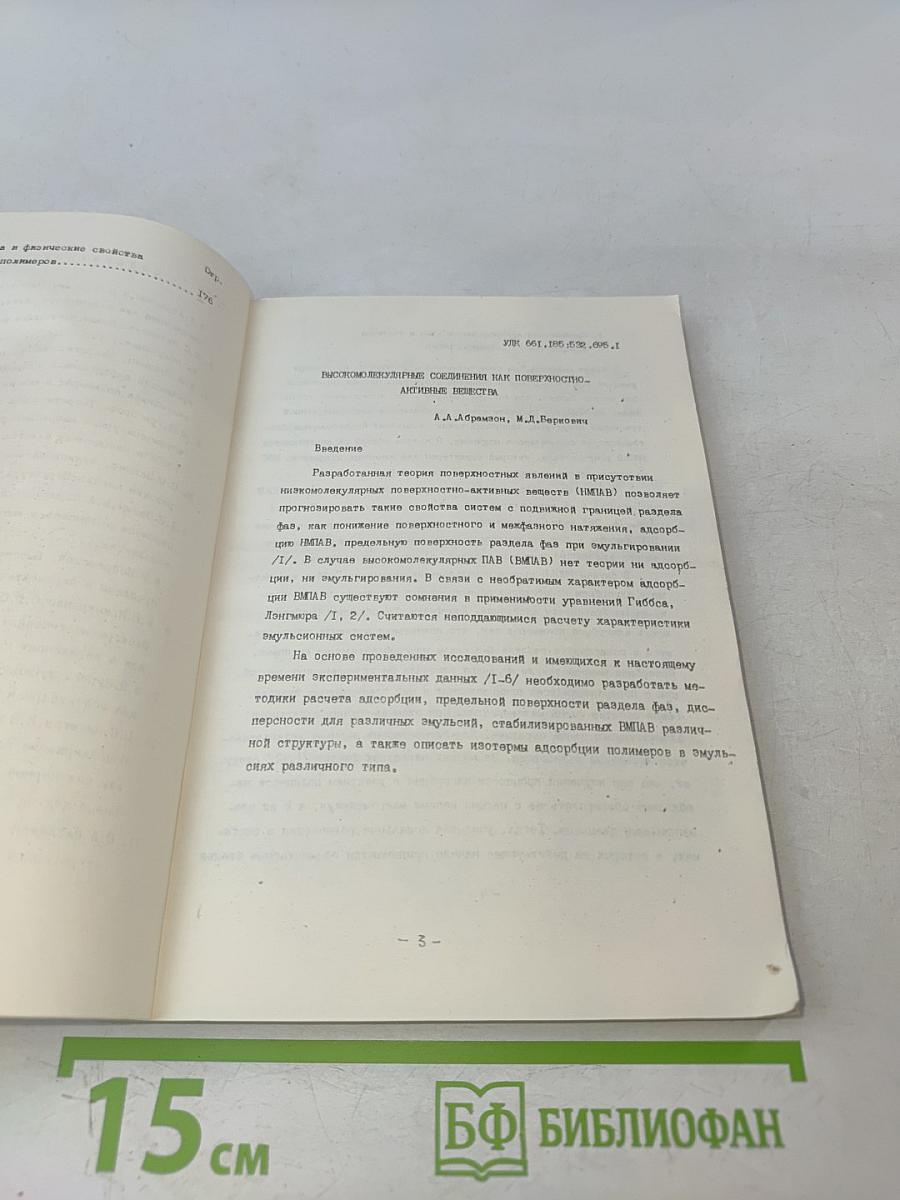 а и физические свойства
полимеров
Стр.
176
УДК 661.185:532.695.I
ВЫСОКОМОЛЕКУЛЯРНЫЕ СОЕДИНЕНИЯ КАК ПОВЕРХНОСТНО-
АКТИВНЫЕ ВЕЩЕСТВА
А.А.Абрамзон, М.Д.Беркович
Введение
Разработанная теория поверхностных явлений в присутствии
низкомолекулярных поверхностно-активных веществ (НМПАВ) позволяет
прогнозировать такие свойства систем с подвижной границей раздела
фаз, как понижение поверхностного и межфазного натяжения, адсорб-
цию НМПАВ, предельную поверхность раздела фаз при эмульгировании
/I/. В случае высокомолекулярных ПАВ (ВМПАВ) нет теории ни адсорб-
ции, ни эмульгирования. В связи с необратимым характером адсорб-
ции ВМПАВ существуют сомнения в применимости уравнений Гиббса,
Лэнгмюра /I, 2/. Считаются неподдающимися расчету характеристики
эмульсионных систем.
На основе проведенных исследований и имеющихся к настоящему
времени экспериментальных данных /I-6/ необходимо разработать ме-
тодики расчета адсорбции, предельной поверхности раздела фаз, дис-
персности для различных эмульсий, стабилизированных ВМПАВ различ-
ной структуры, а также описать изотермы адсорбции полимеров в эмуль-
сиях различного типа.
- 3 -
15 см
БФ БИБЛИОФАН